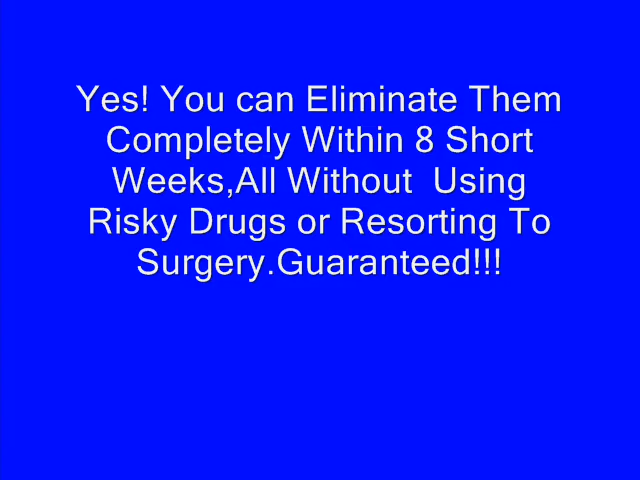 Yes! You can Eliminate Them
Completely Within 8 Short
Weeks,All Without  Using
Risky Drugs or Resorting To
Surgery.Guaranteed!!!